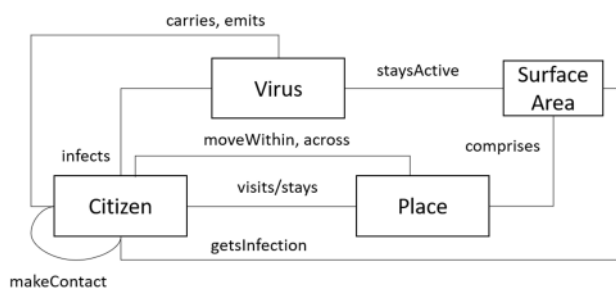 carries, emits
staysActive
Surface
Area
Virus
moveWithin, across
comprises
infects
visits/stays
Citizen
Place
getsInfection
makeContact